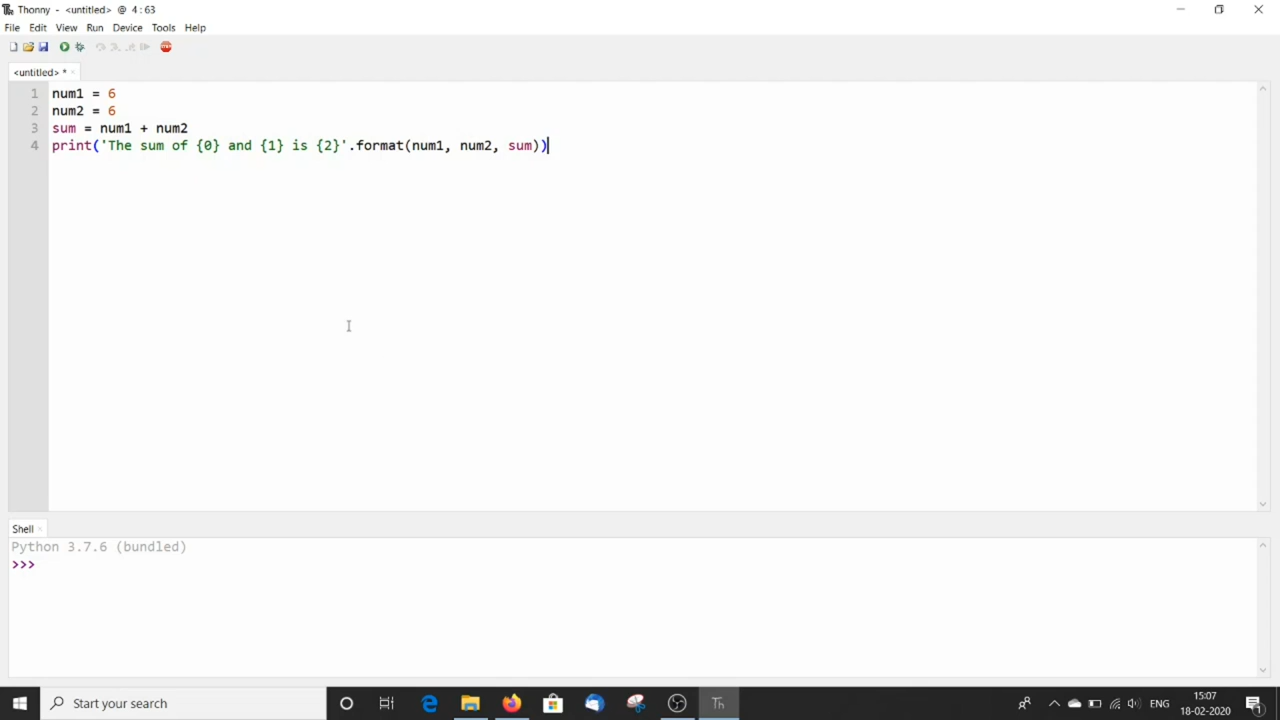 Thonny - <untitled> @ 4:63
File Edit View Run Device Tools Help
<untitled> *
1 num1 = 6
2 num2 = 6
3 sum = num1 + num2
4 print('The sum of {0} and {1} is {2}'.format(num1, num2, sum))
Shell
Python 3.7.6 (bundled)
>>>
Start your search
Th
ENG
15:07
18-02-2020
1